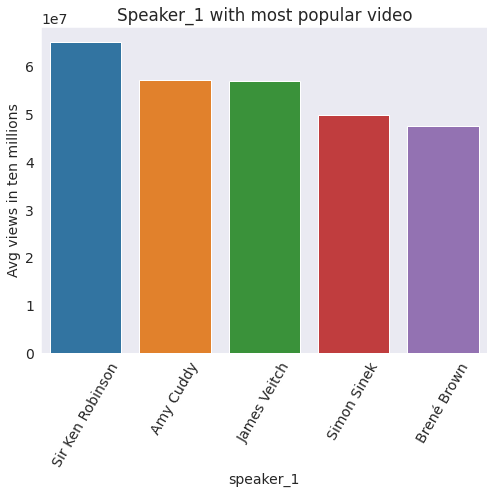 Speaker_1 with most popular video
1e7
Avg views in ten millions
6
5
4
3
2
1
0
Sir Ken Robinson
Amy Cuddy
James Veitch
Simon Sinek
Brené Brown
speaker_1